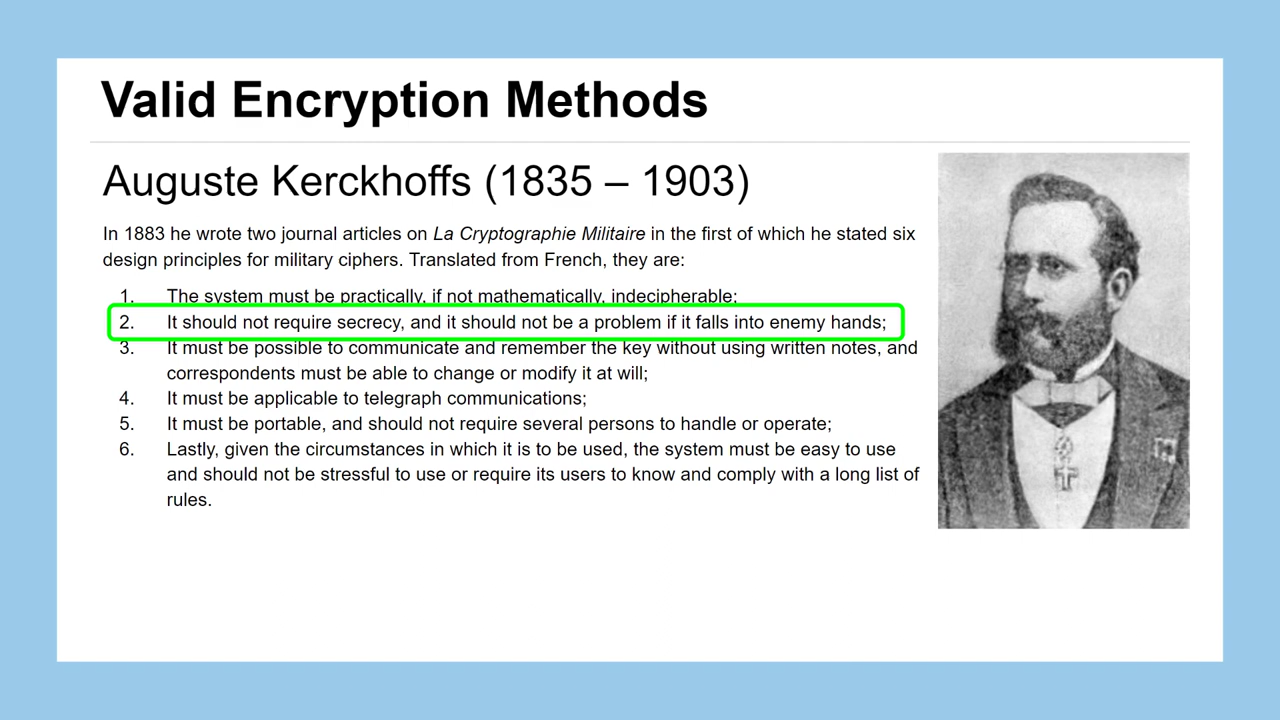 Valid Encryption Methods
Auguste Kerckhoffs (1835 – 1903)
In 1883 he wrote two journal articles on La Cryptographie Militaire in the first of which he stated six
design principles for military ciphers. Translated from French, they are:
1. The system must be practically, if not mathematically, indecipherable;
2. It should not require secrecy, and it should not be a problem if it falls into enemy hands;
3. It must be possible to communicate and remember the key without using written notes, and
correspondents must be able to change or modify it at will;
4. It must be applicable to telegraph communications;
5. It must be portable, and should not require several persons to handle or operate;
6. Lastly, given the circumstances in which it is to be used, the system must be easy to use
and should not be stressful to use or require its users to know and comply with a long list of
rules.